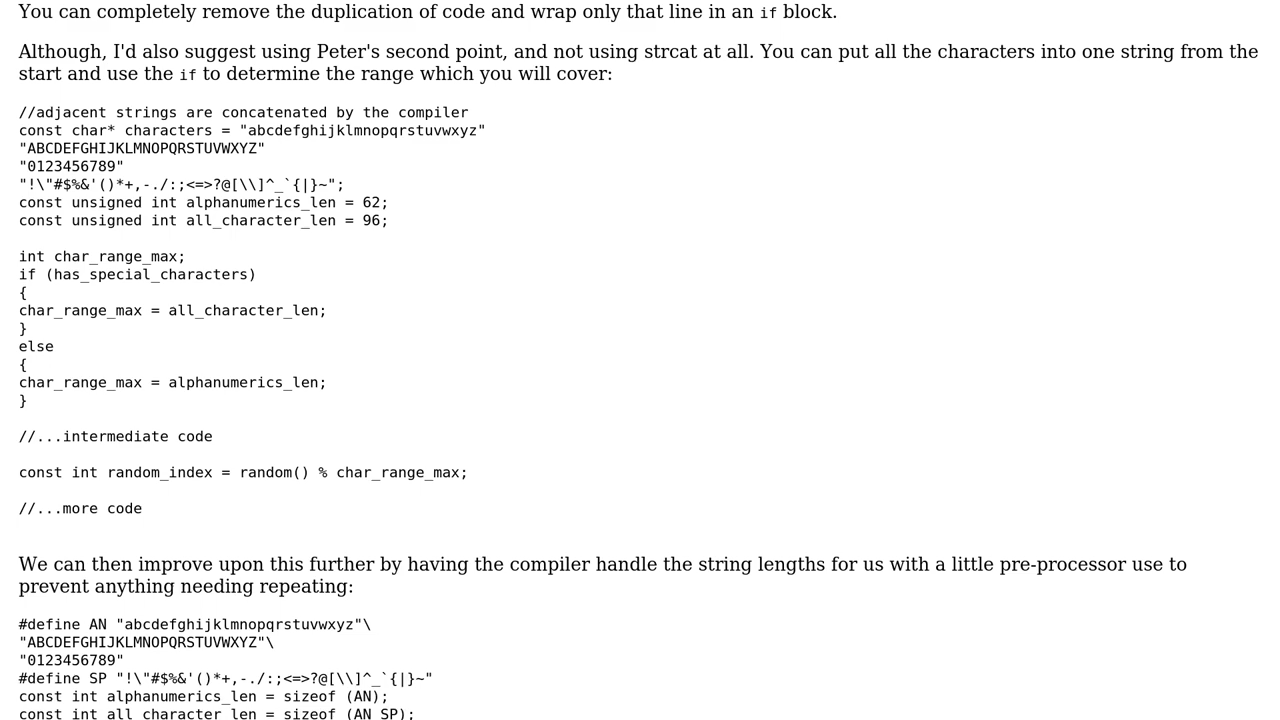 You can completely remove the duplication of code and wrap only that line in an if block.
Although, I'd also suggest using Peter's second point, and not using strcat at all. You can put all the characters into one string from the
start and use the if to determine the range which you will cover:
//adjacent strings are concatenated by the compiler
const char* characters = "abcdefghijklmnopqrstuvwxyz"
"ABCDEFGHIJKLMNOPQRSTUVWXYZ"
"0123456789"
"!\"#$%&'()*+,-./:;<=>?@[\\]^_`{|}~";
const unsigned int alphanumerics_len = 62;
const unsigned int all_character_len = 96;
int char_range_max;
if (has_special_characters)
{
char_range_max = all_character_len;
}
else
{
char_range_max = alphanumerics_len;
}
//...intermediate code
const int random_index = random() % char_range_max;
//...more code
We can then improve upon this further by having the compiler handle the string lengths for us with a little pre-processor use to
prevent anything needing repeating:
#define AN "abcdefghijklmnopqrstuvwxyz"\
"ABCDEFGHIJKLMNOPQRSTUVWXYZ"\
"0123456789"
#define SP "!\"#$%&'()*+,-./:;<=>?@[\\]^_`{|}~"
const int alphanumerics_len = sizeof (AN);
const int all_character_len = sizeof (AN SP);